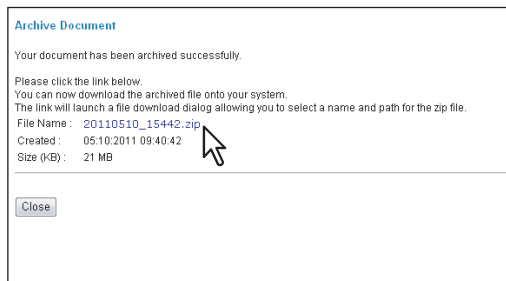 Archive Document
Your document has been archived successfully.
Please click the link below.
You can now download the archived file onto your system.
The link will launch a file download dialog allowing you to select a name and path for the zip file.
File Name : 20110510_15442.zip
Created : 05:10:2011 09:40:42
Size (KB) : 21 MB
Close